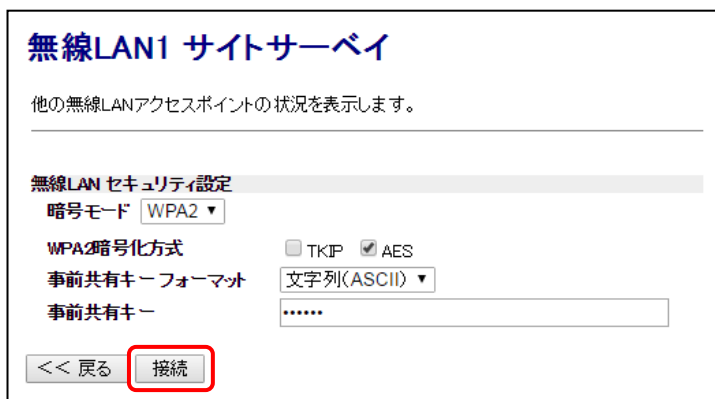 無線LAN1 サイトサーベイ
他の無線LANアクセスポイントの状況を表示します。
無線LAN セキュリティ設定
暗号モード WPA2 ▼
WPA2暗号化方式 TKIP AES
事前共有キーフォーマット 文字列(ASCII) ▼
事前共有キー ••••••
<< 戻る 接続